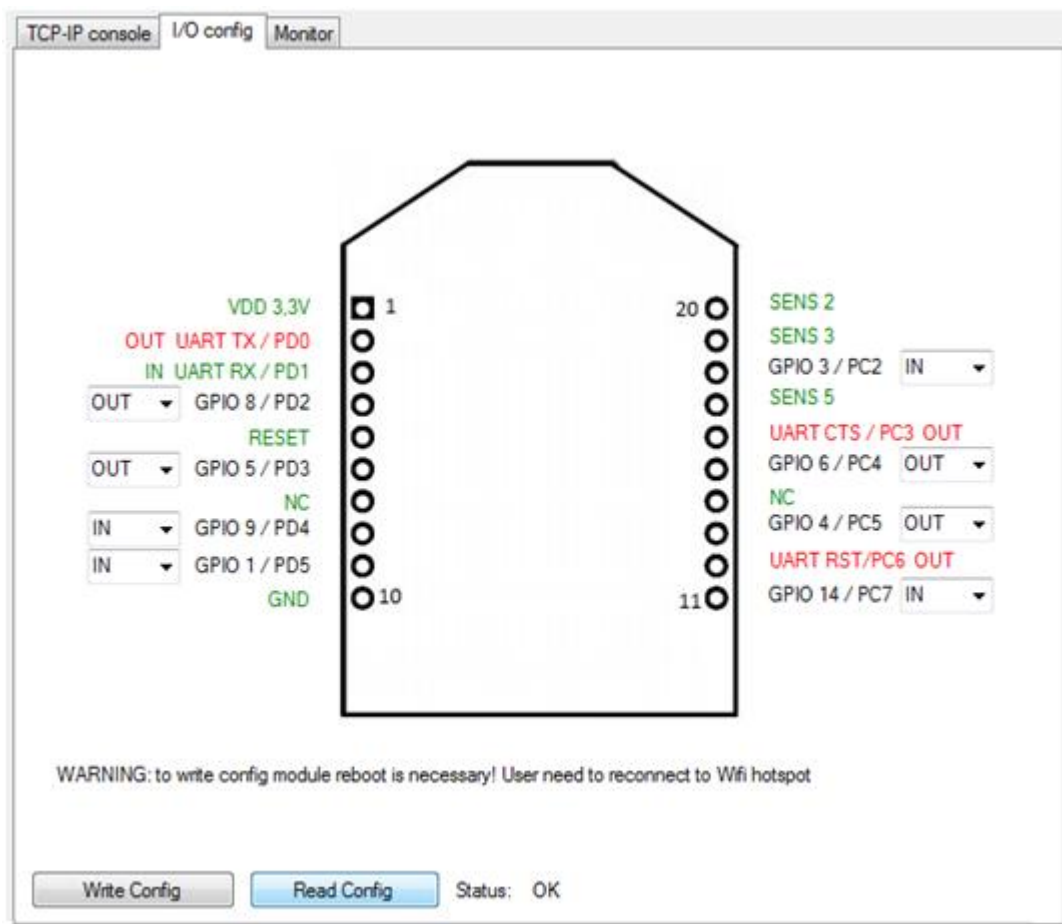 TCP-IP console I/O config Monitor
VDD 3,3V 1 20 SENS 2
OUT UART TX / PD0 SENS 3
IN UART RX / PD1 GPIO 3 / PC2 IN
OUT GPIO 8 / PD2 SENS 5
RESET UART CTS / PC3 OUT
OUT GPIO 5 / PD3 GPIO 6 / PC4 OUT
NC NC
IN GPIO 9 / PD4 GPIO 4 / PC5 OUT
IN GPIO 1 / PD5 UART RST/PC6 OUT
GND 10 11 GPIO 14 / PC7 IN
WARNING: to write config module reboot is necessary! User need to reconnect to Wifi hotspot
Write Config Read Config Status: OK